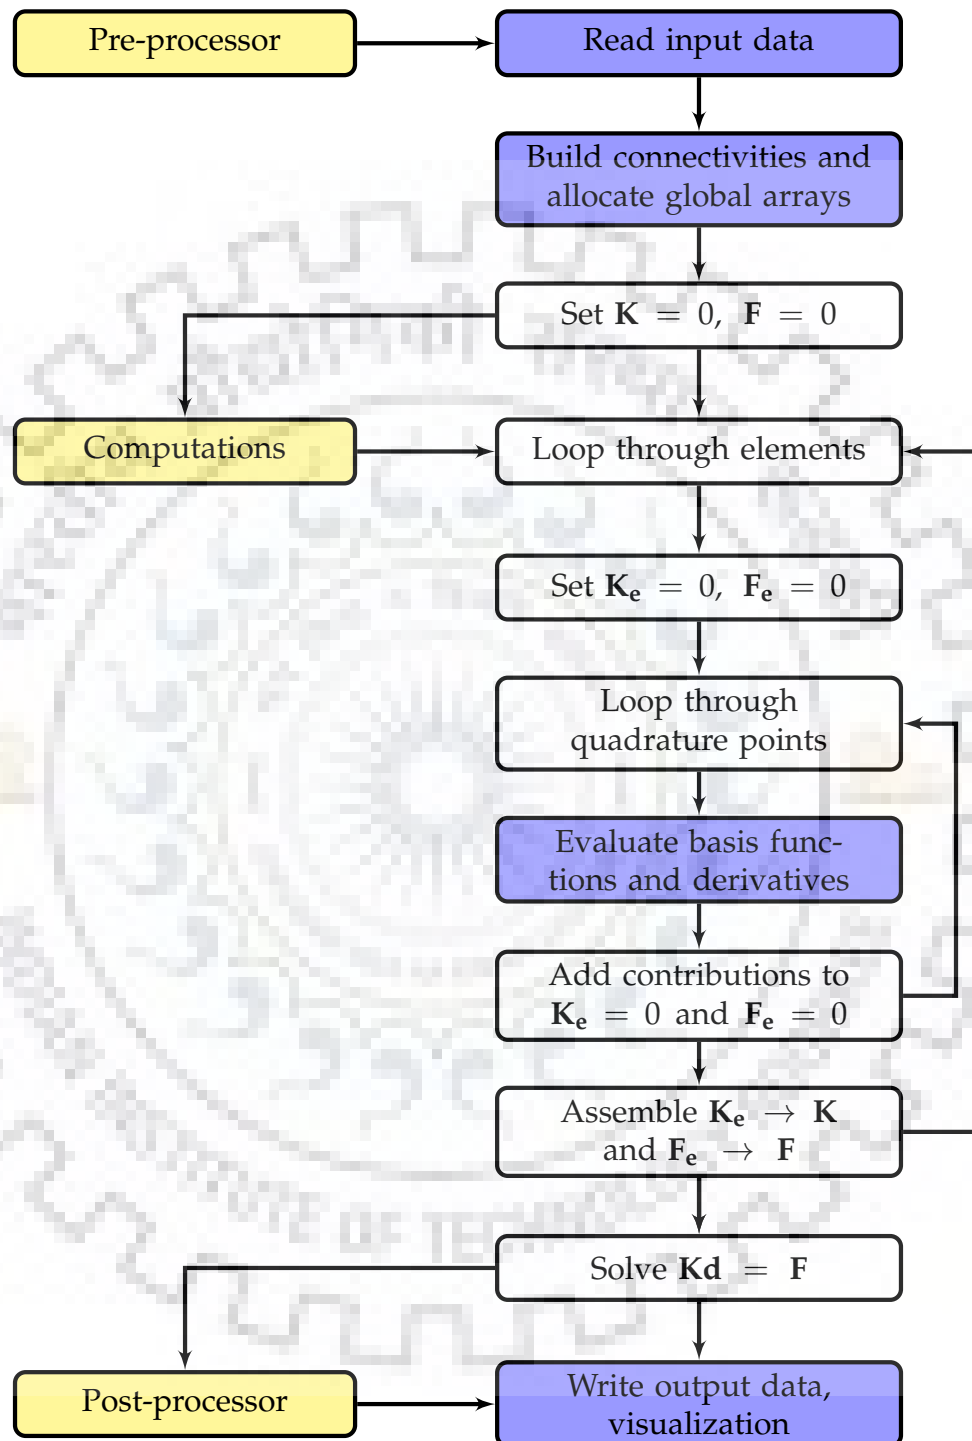 Pre-processor
Read input data
Build connectivities and
allocate global arrays
Set K = 0, F = 0
Computations
Loop through elements
Set Ke = 0, Fe = 0
Loop through
quadrature points
Evaluate basis func-
tions and derivatives
Add contributions to
Ke = 0 and Fe = 0
Assemble Ke → K
and Fe → F
Solve Kd = F
Post-processor
Write output data,
visualization
OF